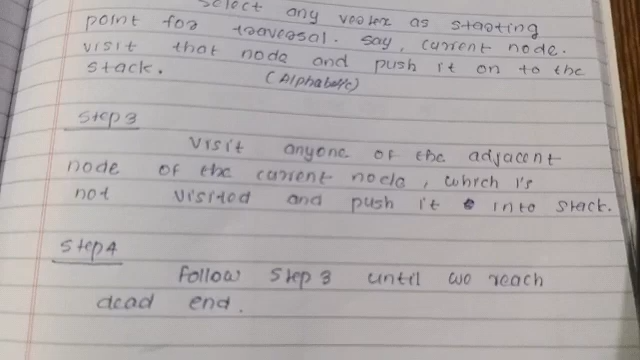 Select any vertex as starting
point for traversal. Say, current node.
visit that node and push it on to the
stack. (Alphabetic)
Step 3
Visit anyone of the adjacent
node of the current node, which is
not visited and push it into stack.
Step 4
Follow Step 3 until we reach
dead end.